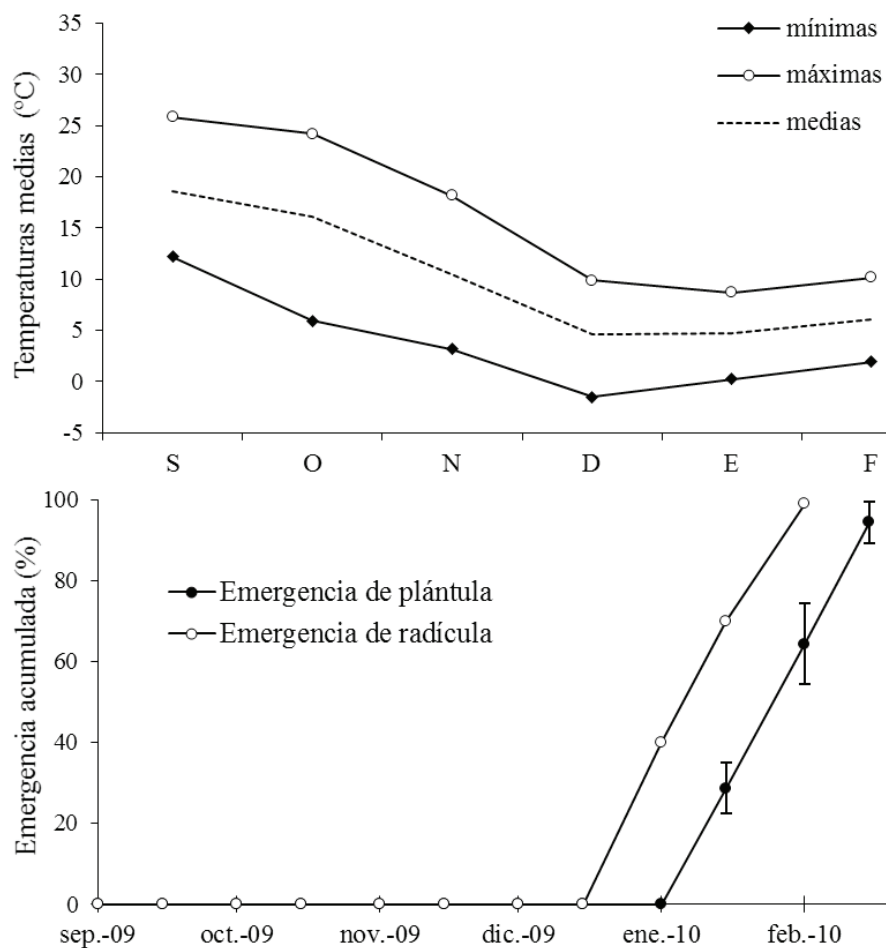 Temperaturas medias (ºC)
35
30
25
20
15
10
5
0
-5
mínimas
máximas
medias
S O N D E F
Emergencia acumulada (%)
100
80
60
40
20
0
Emergencia de plántula
Emergencia de radícula
sep.-09 oct.-09 nov.-09 dic.-09 ene.-10 feb.-10